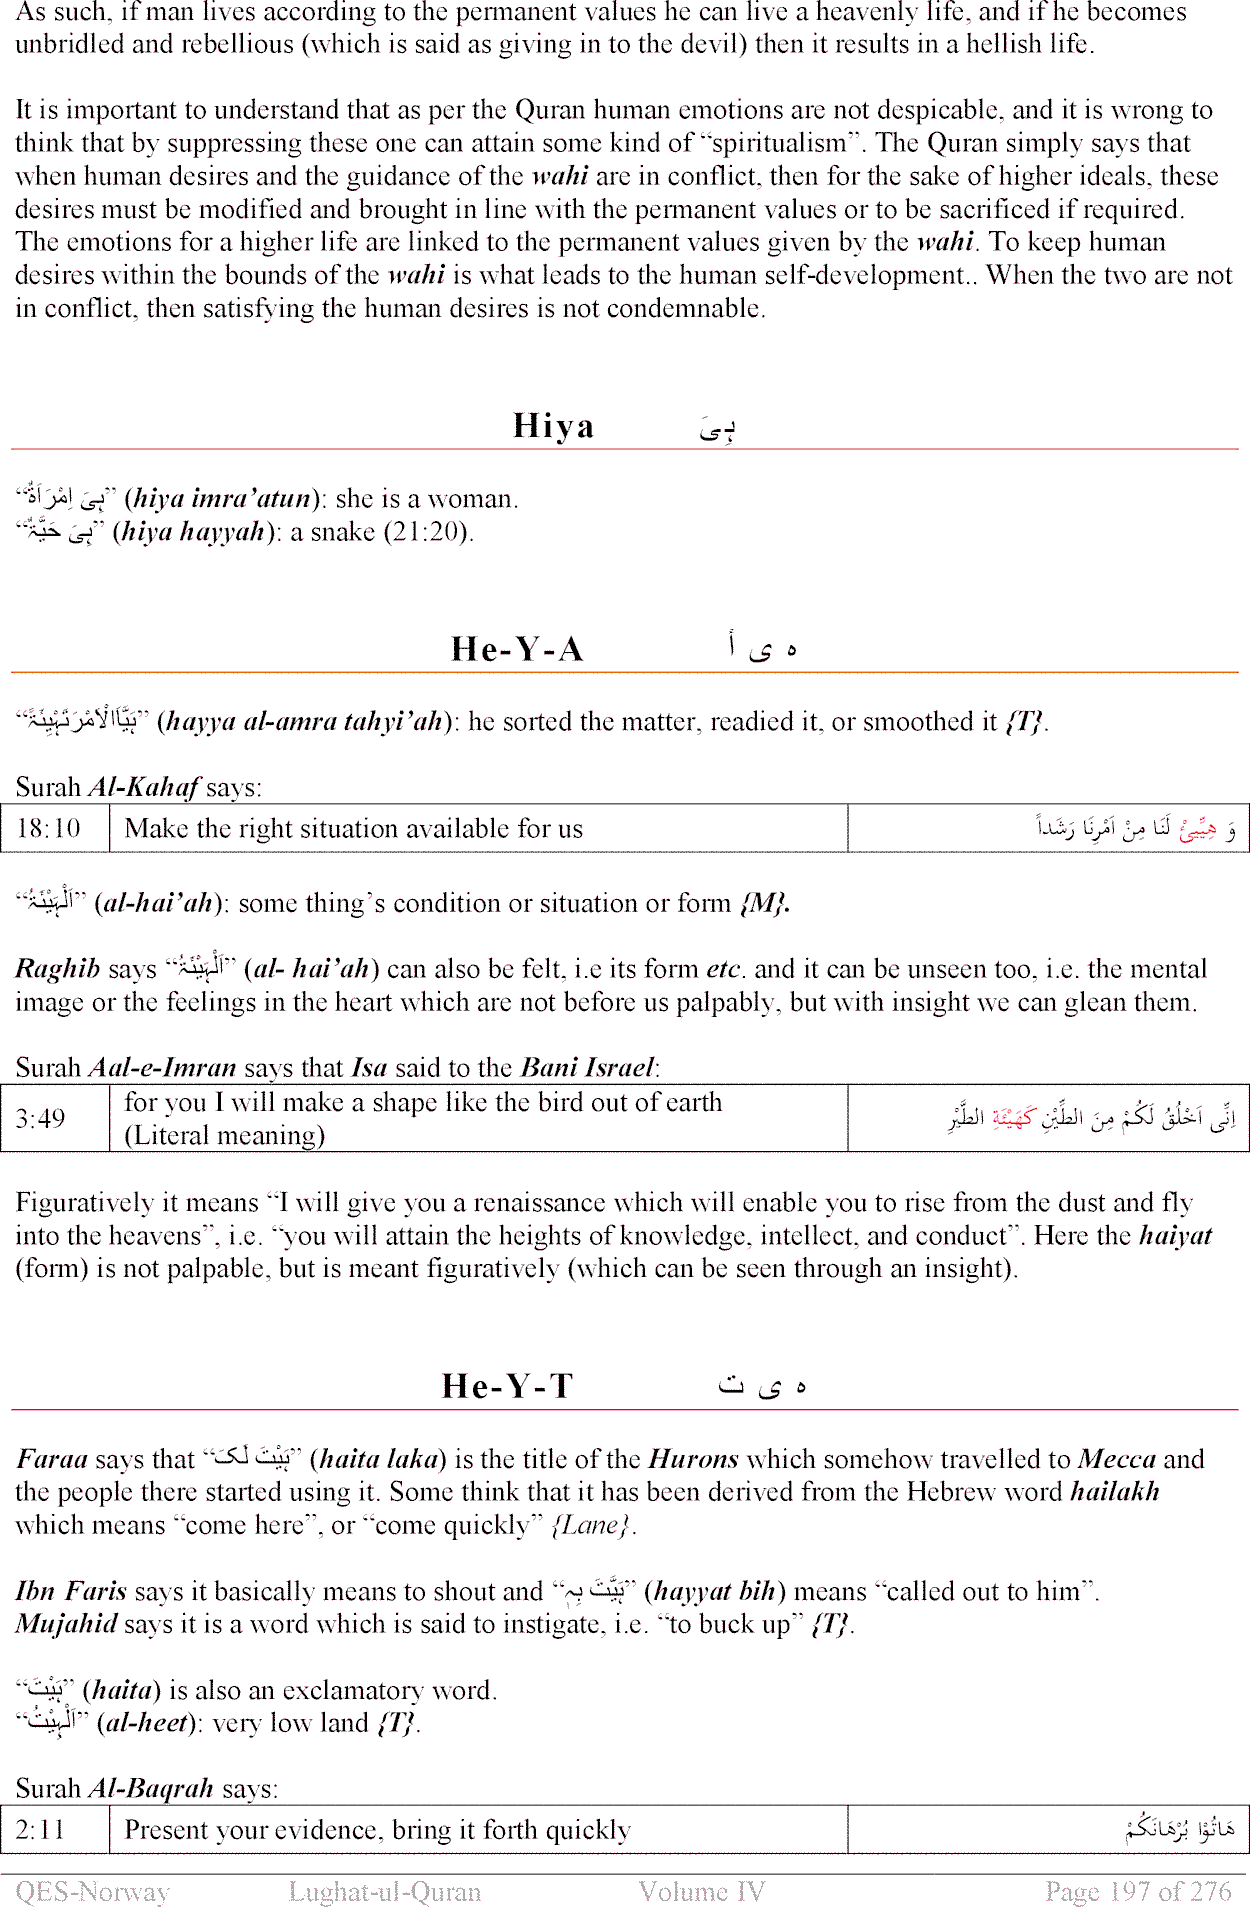 As such, if man lives according to the permanent values he can live a heavenly life, and if he becomes
unbridled and rebellious (which is said as giving in to the devil) then it results in a hellish life.
It is important to understand that as per the Quran human emotions are not despicable, and it is wrong to
think that by suppressing these one can attain some kind of “spiritualism”. The Quran simply says that
when human desires and the guidance of the wahi are in conflict, then for the sake of higher ideals, these
desires must be modified and brought in line with the permanent values or to be sacrificed if required.
The emotions for a higher life are linked to the permanent values given by the wahi. To keep human
desires within the bounds of the wahi is what leads to the human self-development.. When the two are not
in conflict, then satisfying the human desires is not condemnable.
Hiya ہِیَ
“ہِیَ اِمْرَاَۃٌ” (hiya imra’atun): she is a woman.
“ہِیَ حَیَّۃٌ” (hiya hayyah): a snake (21:20).
He-Y-A ہ ی أ
“ہَیَّاَالْاَمْرَتَہْیِئَۃً” (hayya al-amra tahyi’ah): he sorted the matter, readied it, or smoothed it {T}.
Surah Al-Kahaf says:
18:10 Make the right situation available for us وَ هَيِّئْ لَنَا مِنْ اَمْرِنَا رَشَداً
“اَلْہَیْئَۃُ” (al-hai’ah): some thing’s condition or situation or form {M}.
Raghib says “اَلْہَیْئَۃُ” (al- hai’ah) can also be felt, i.e its form etc. and it can be unseen too, i.e. the mental
image or the feelings in the heart which are not before us palpably, but with insight we can glean them.
Surah Aal-e-Imran says that Isa said to the Bani Israel:
3:49 for you I will make a shape like the bird out of earth
(Literal meaning) اِنِّى اَخْلُقُ لَكُمْ مِنَ الطِّيْنِ كَهَيْئَةِ الطَّيْرِ
Figuratively it means “I will give you a renaissance which will enable you to rise from the dust and fly
into the heavens”, i.e. “you will attain the heights of knowledge, intellect, and conduct”. Here the haiyat
(form) is not palpable, but is meant figuratively (which can be seen through an insight).
He-Y-T ہ ی ت
Faraa says that “ہَیْتَ لَکَ” (haita laka) is the title of the Hurons which somehow travelled to Mecca and
the people there started using it. Some think that it has been derived from the Hebrew word hailakh
which means “come here”, or “come quickly” {Lane}.
Ibn Faris says it basically means to shout and “ہَیَّتَ بِہٖ” (hayyat bih) means “called out to him”.
Mujahid says it is a word which is said to instigate, i.e. “to buck up” {T}.
“ہَیْتَ” (haita) is also an exclamatory word.
“اَلْہِیْتُ” (al-heet): very low land {T}.
Surah Al-Baqrah says:
2:11 Present your evidence, bring it forth quickly هَاتُوْا بُرْهَانَكُمْ
QES-Norway Lughat-ul-Quran Volume IV Page 197 of 276